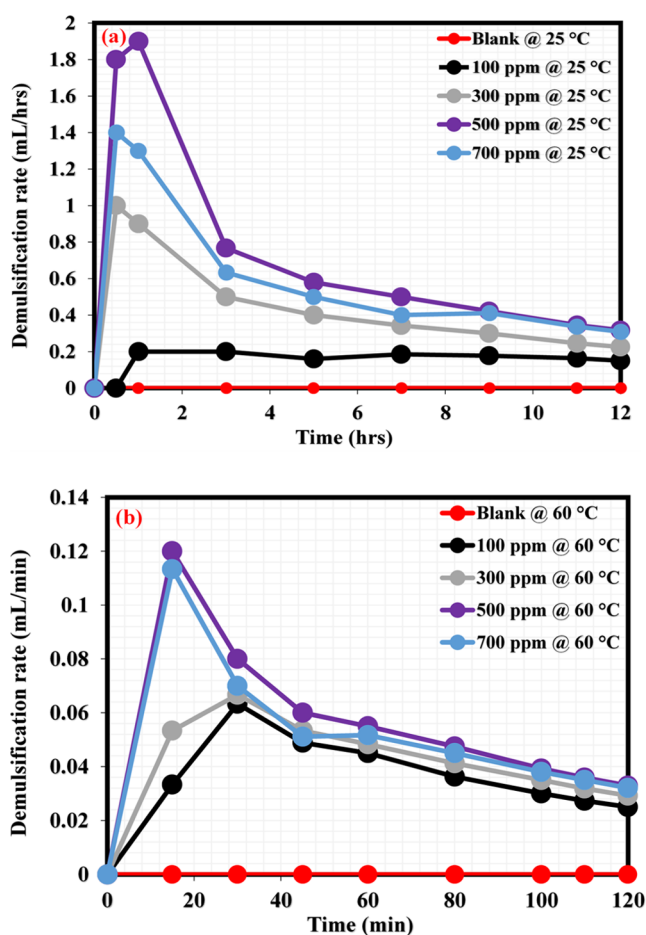 (a)
Demulsification rate (mL/hrs)
2
1.8
1.6
1.4
1.2
1
0.8
0.6
0.4
0.2
0
Blank @ 25 °C
100 ppm @ 25 °C
300 ppm @ 25 °C
500 ppm @ 25 °C
700 ppm @ 25 °C
0 2 4 6 8 10 12
Time (hrs)
(b)
Demulsification rate (mL/min)
0.14
0.12
0.1
0.08
0.06
0.04
0.02
0
Blank @ 60 °C
100 ppm @ 60 °C
300 ppm @ 60 °C
500 ppm @ 60 °C
700 ppm @ 60 °C
0 20 40 60 80 100 120
Time (min)